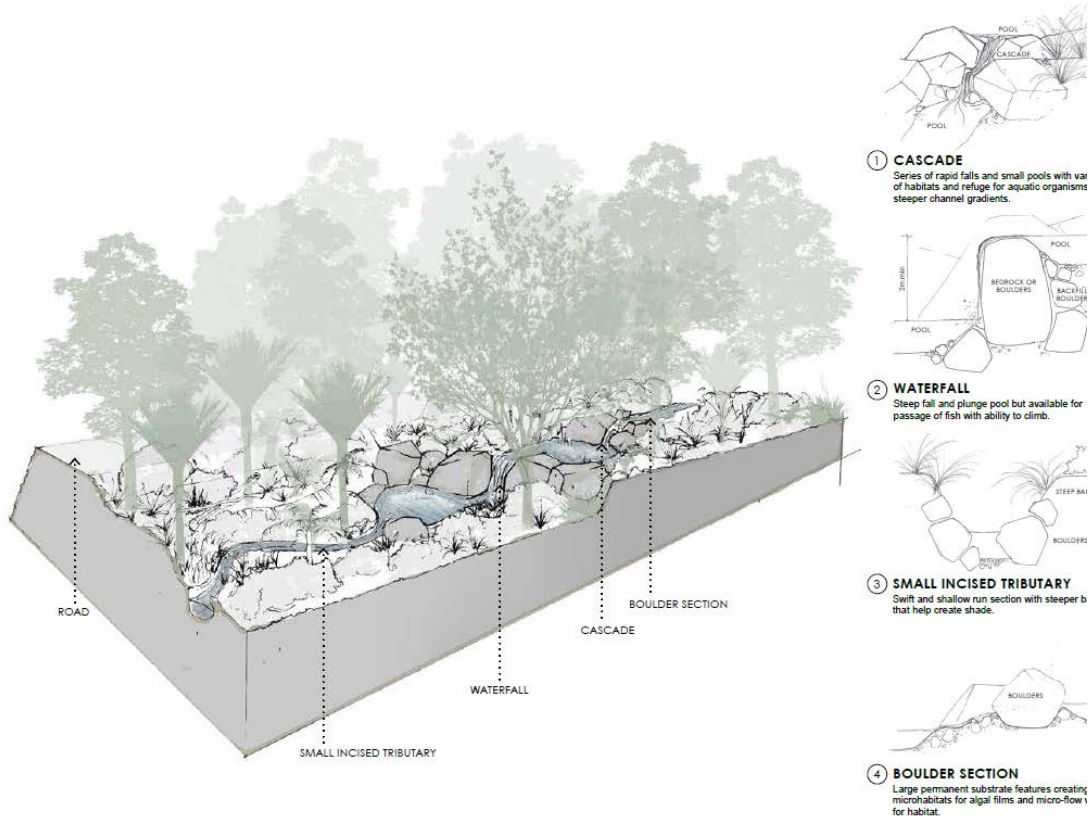 ROAD
SMALL INCISED TRIBUTARY
WATERFALL
CASCADE
BOULDER SECTION
POOL
CASCADE
POOL
1 CASCADE
Series of rapid falls and small pools with
of habitats and refuge for aquatic organisms
steeper channel gradients.
2m min
POOL
BEDROCK OR
BOULDERS
BACKFILL
POOL
2 WATERFALL
Steep fall and plunge pool but available for
passage of fish with ability to climb.
STEEP
BOULDERS
3 SMALL INCISED TRIBUTARY
Swift and shallow run section with steeper
that help create shade.
BOULDERS
4 BOULDER SECTION
Large permanent substrate features creating
microhabitats for algal films and micro-flow
for habitat.